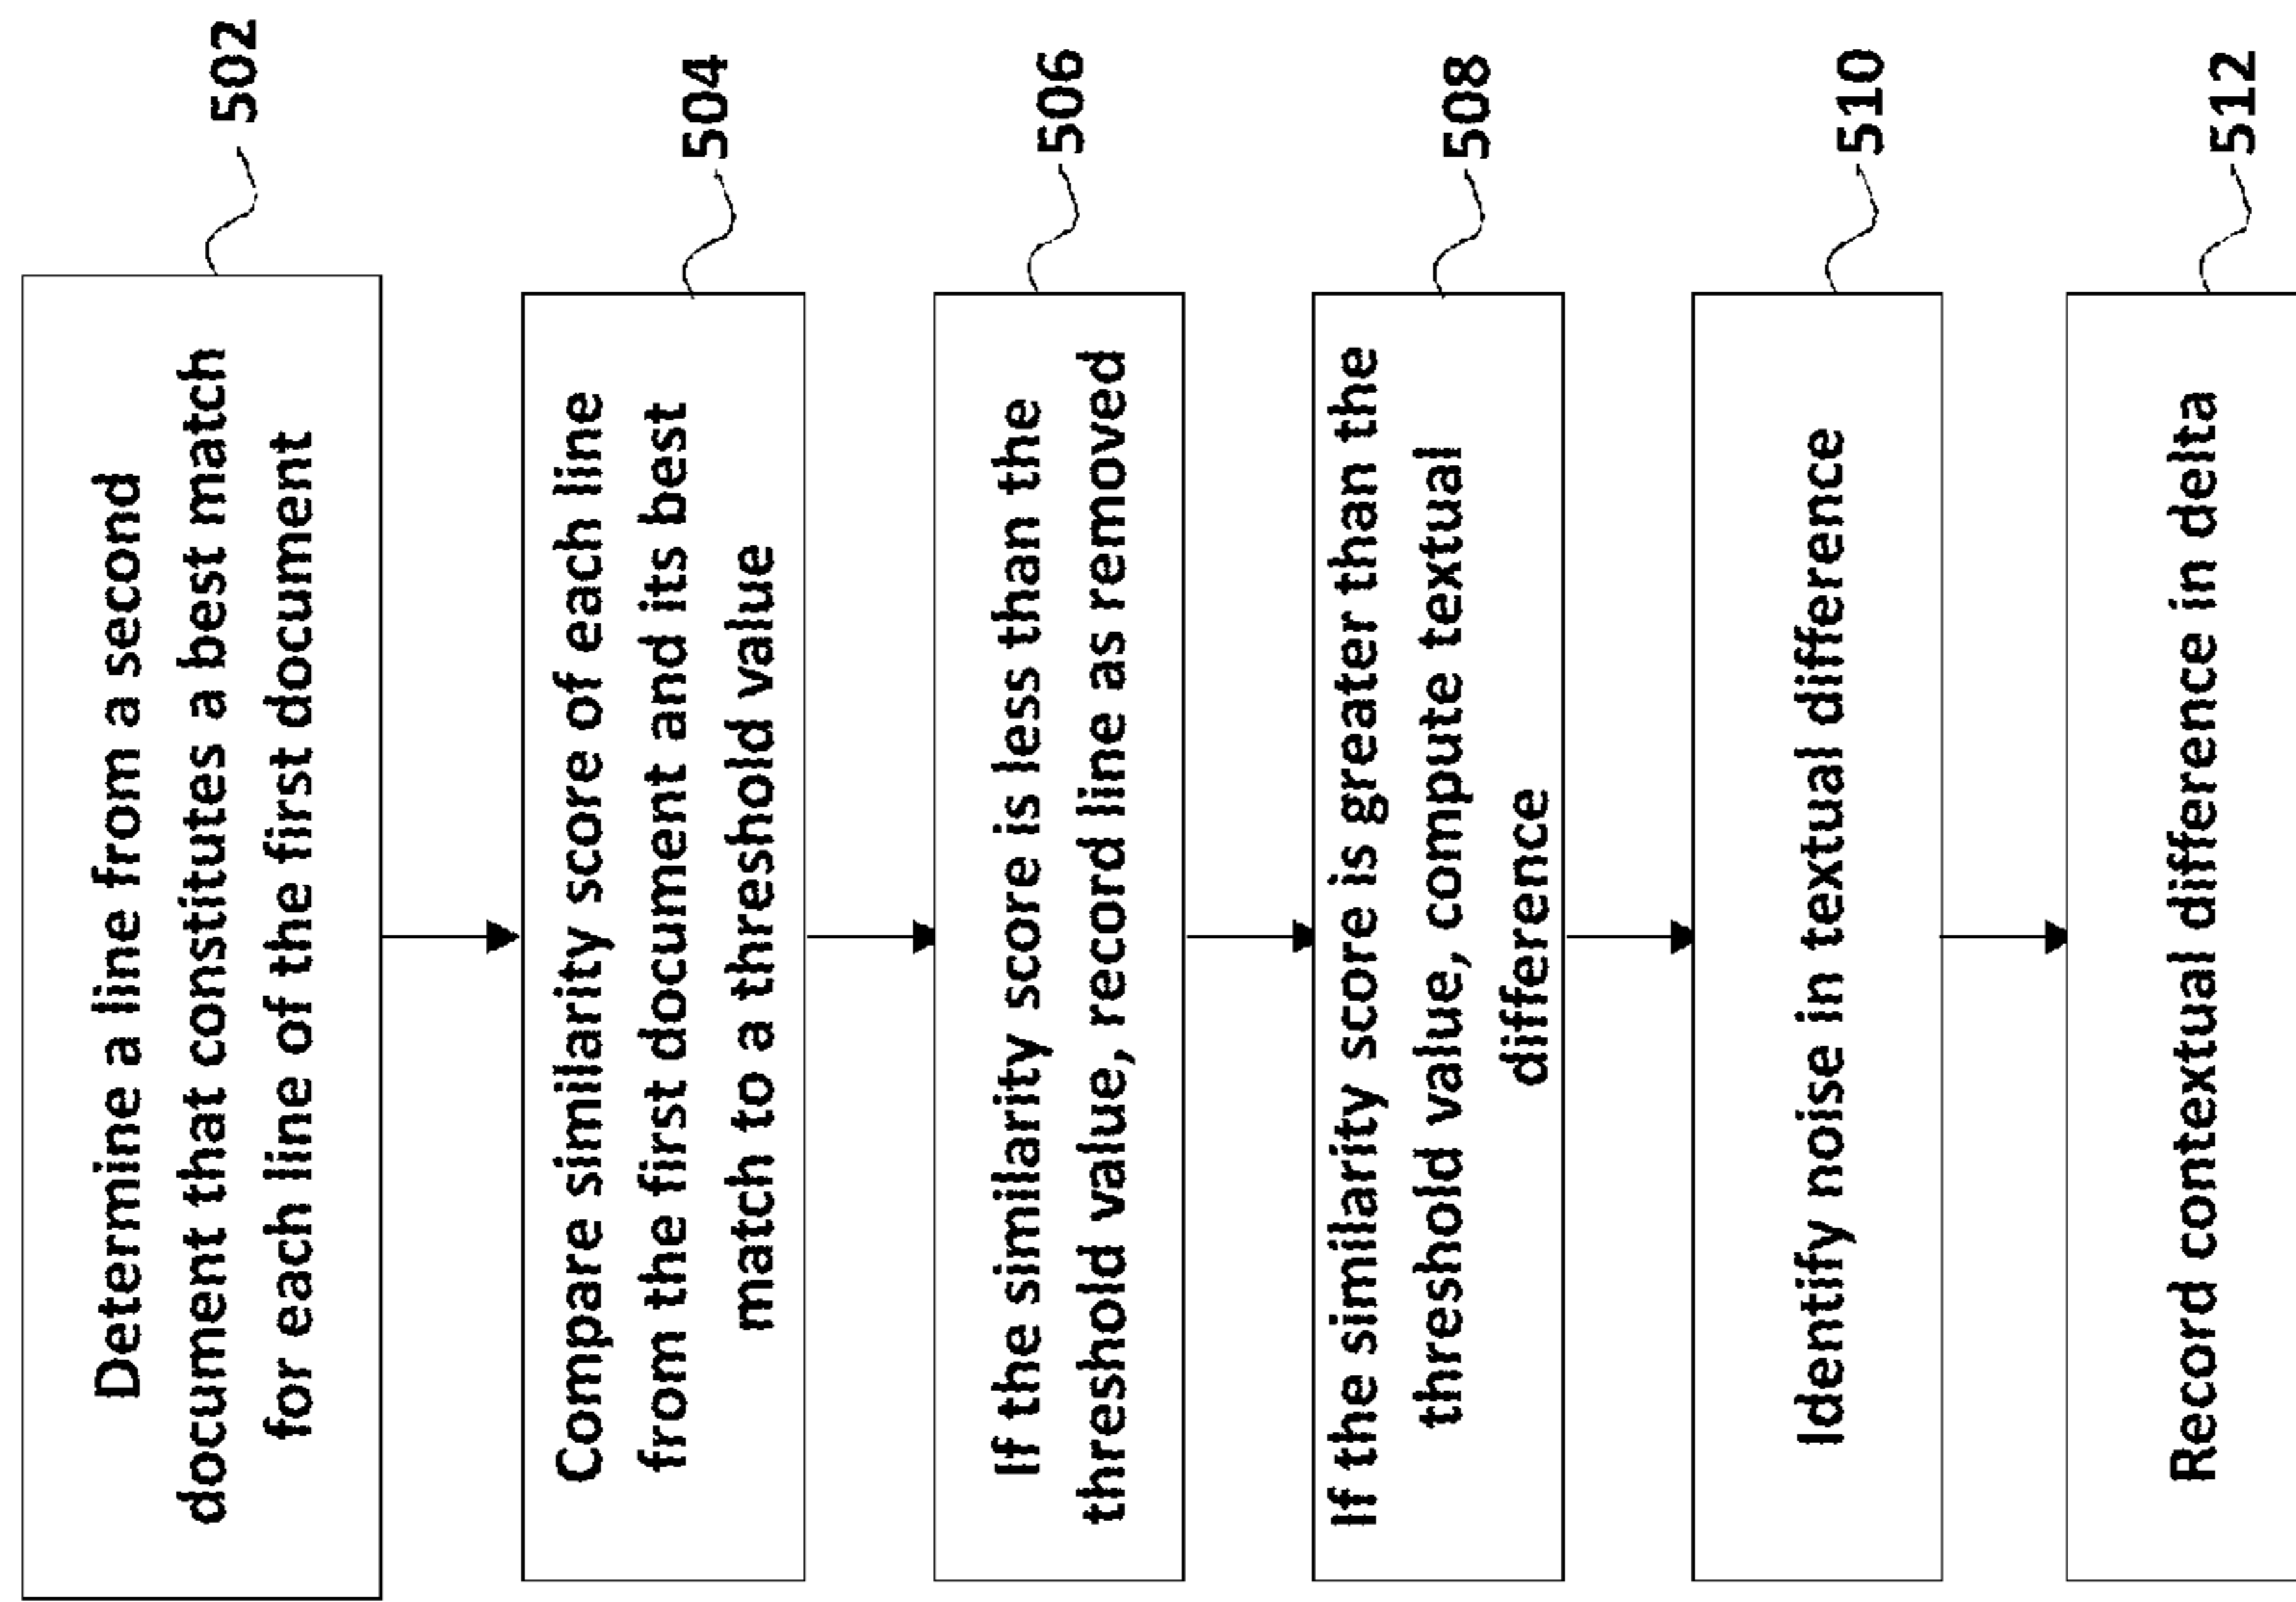 Determine a line from a second
document that constitutes a best match
for each line of the first document
502
Compare similarity score of each line
from the first document and its best
match to a threshold value
504
If the similarity score is less than the
threshold value, record line as removed
506
If the similarity score is greater than the
threshold value, compute textual
difference
508
Identify noise in textual difference
510
Record contextual difference in delta
512